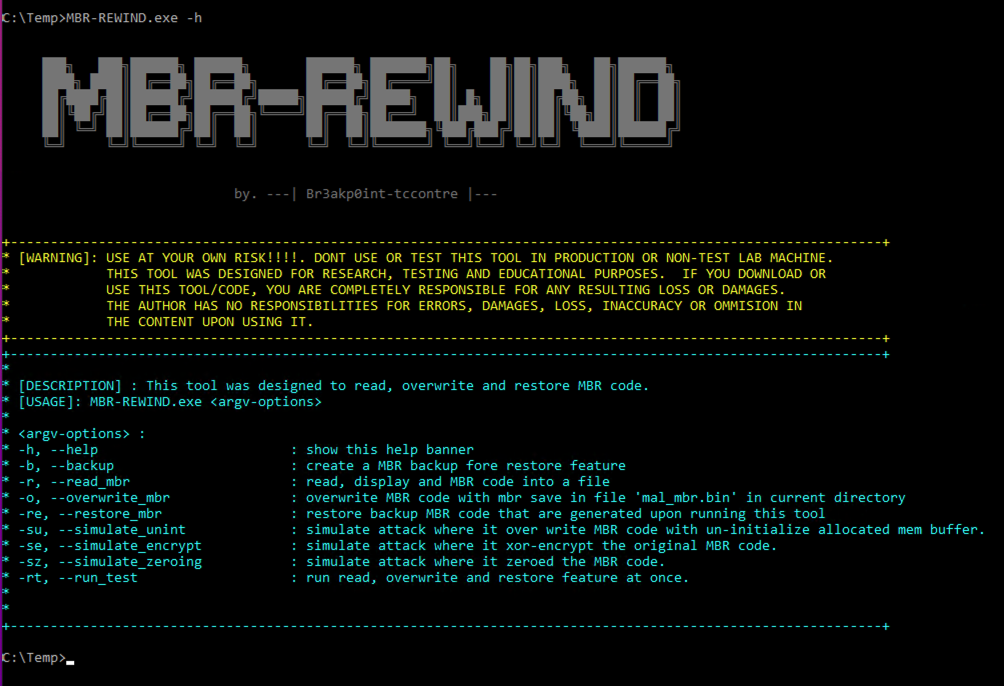 C:\Temp>MBR-REWIND.exe -h
MBR-REWIND
by. ---| Br3akp0int-tccontre |---
+-------------------------------------------------------------------------------------------------------------+
* [WARNING]: USE AT YOUR OWN RISK!!!!. DONT USE OR TEST THIS TOOL IN PRODUCTION OR NON-TEST LAB MACHINE.
* THIS TOOL WAS DESIGNED FOR RESEARCH, TESTING AND EDUCATIONAL PURPOSES.  IF YOU DOWNLOAD OR
* USE THIS TOOL/CODE, YOU ARE COMPLETELY RESPONSIBLE FOR ANY RESULTING LOSS OR DAMAGES.
* THE AUTHOR HAS NO RESPONSIBILITIES FOR ERRORS, DAMAGES, LOSS, INACCURACY OR OMMISION IN
* THE CONTENT UPON USING IT.
+-------------------------------------------------------------------------------------------------------------+
+-------------------------------------------------------------------------------------------------------------+
*
* [DESCRIPTION] : This tool was designed to read, overwrite and restore MBR code.
* [USAGE]: MBR-REWIND.exe <argv-options>
*
* <argv-options> :
* -h, --help : show this help banner
* -b, --backup : create a MBR backup fore restore feature
* -r, --read_mbr : read, display and MBR code into a file
* -o, --overwrite_mbr : overwrite MBR code with mbr save in file 'mal_mbr.bin' in current directory
* -re, --restore_mbr : restore backup MBR code that are generated upon running this tool
* -su, --simulate_unint : simulate attack where it over write MBR code with un-initialize allocated mem buffer.
* -se, --simulate_encrypt : simulate attack where it xor-encrypt the original MBR code.
* -sz, --simulate_zeroing : simulate attack where it zeroed the MBR code.
* -rt, --run_test : run read, overwrite and restore feature at once.
*
*
+-------------------------------------------------------------------------------------------------------------+
C:\Temp>